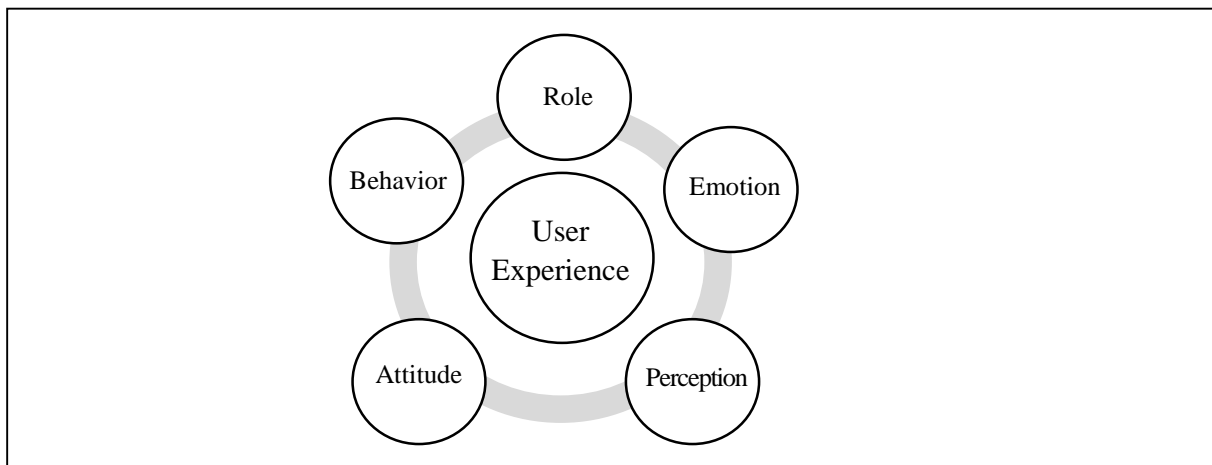 Role
Behavior
Emotion
User
Experience
Attitude
Perception